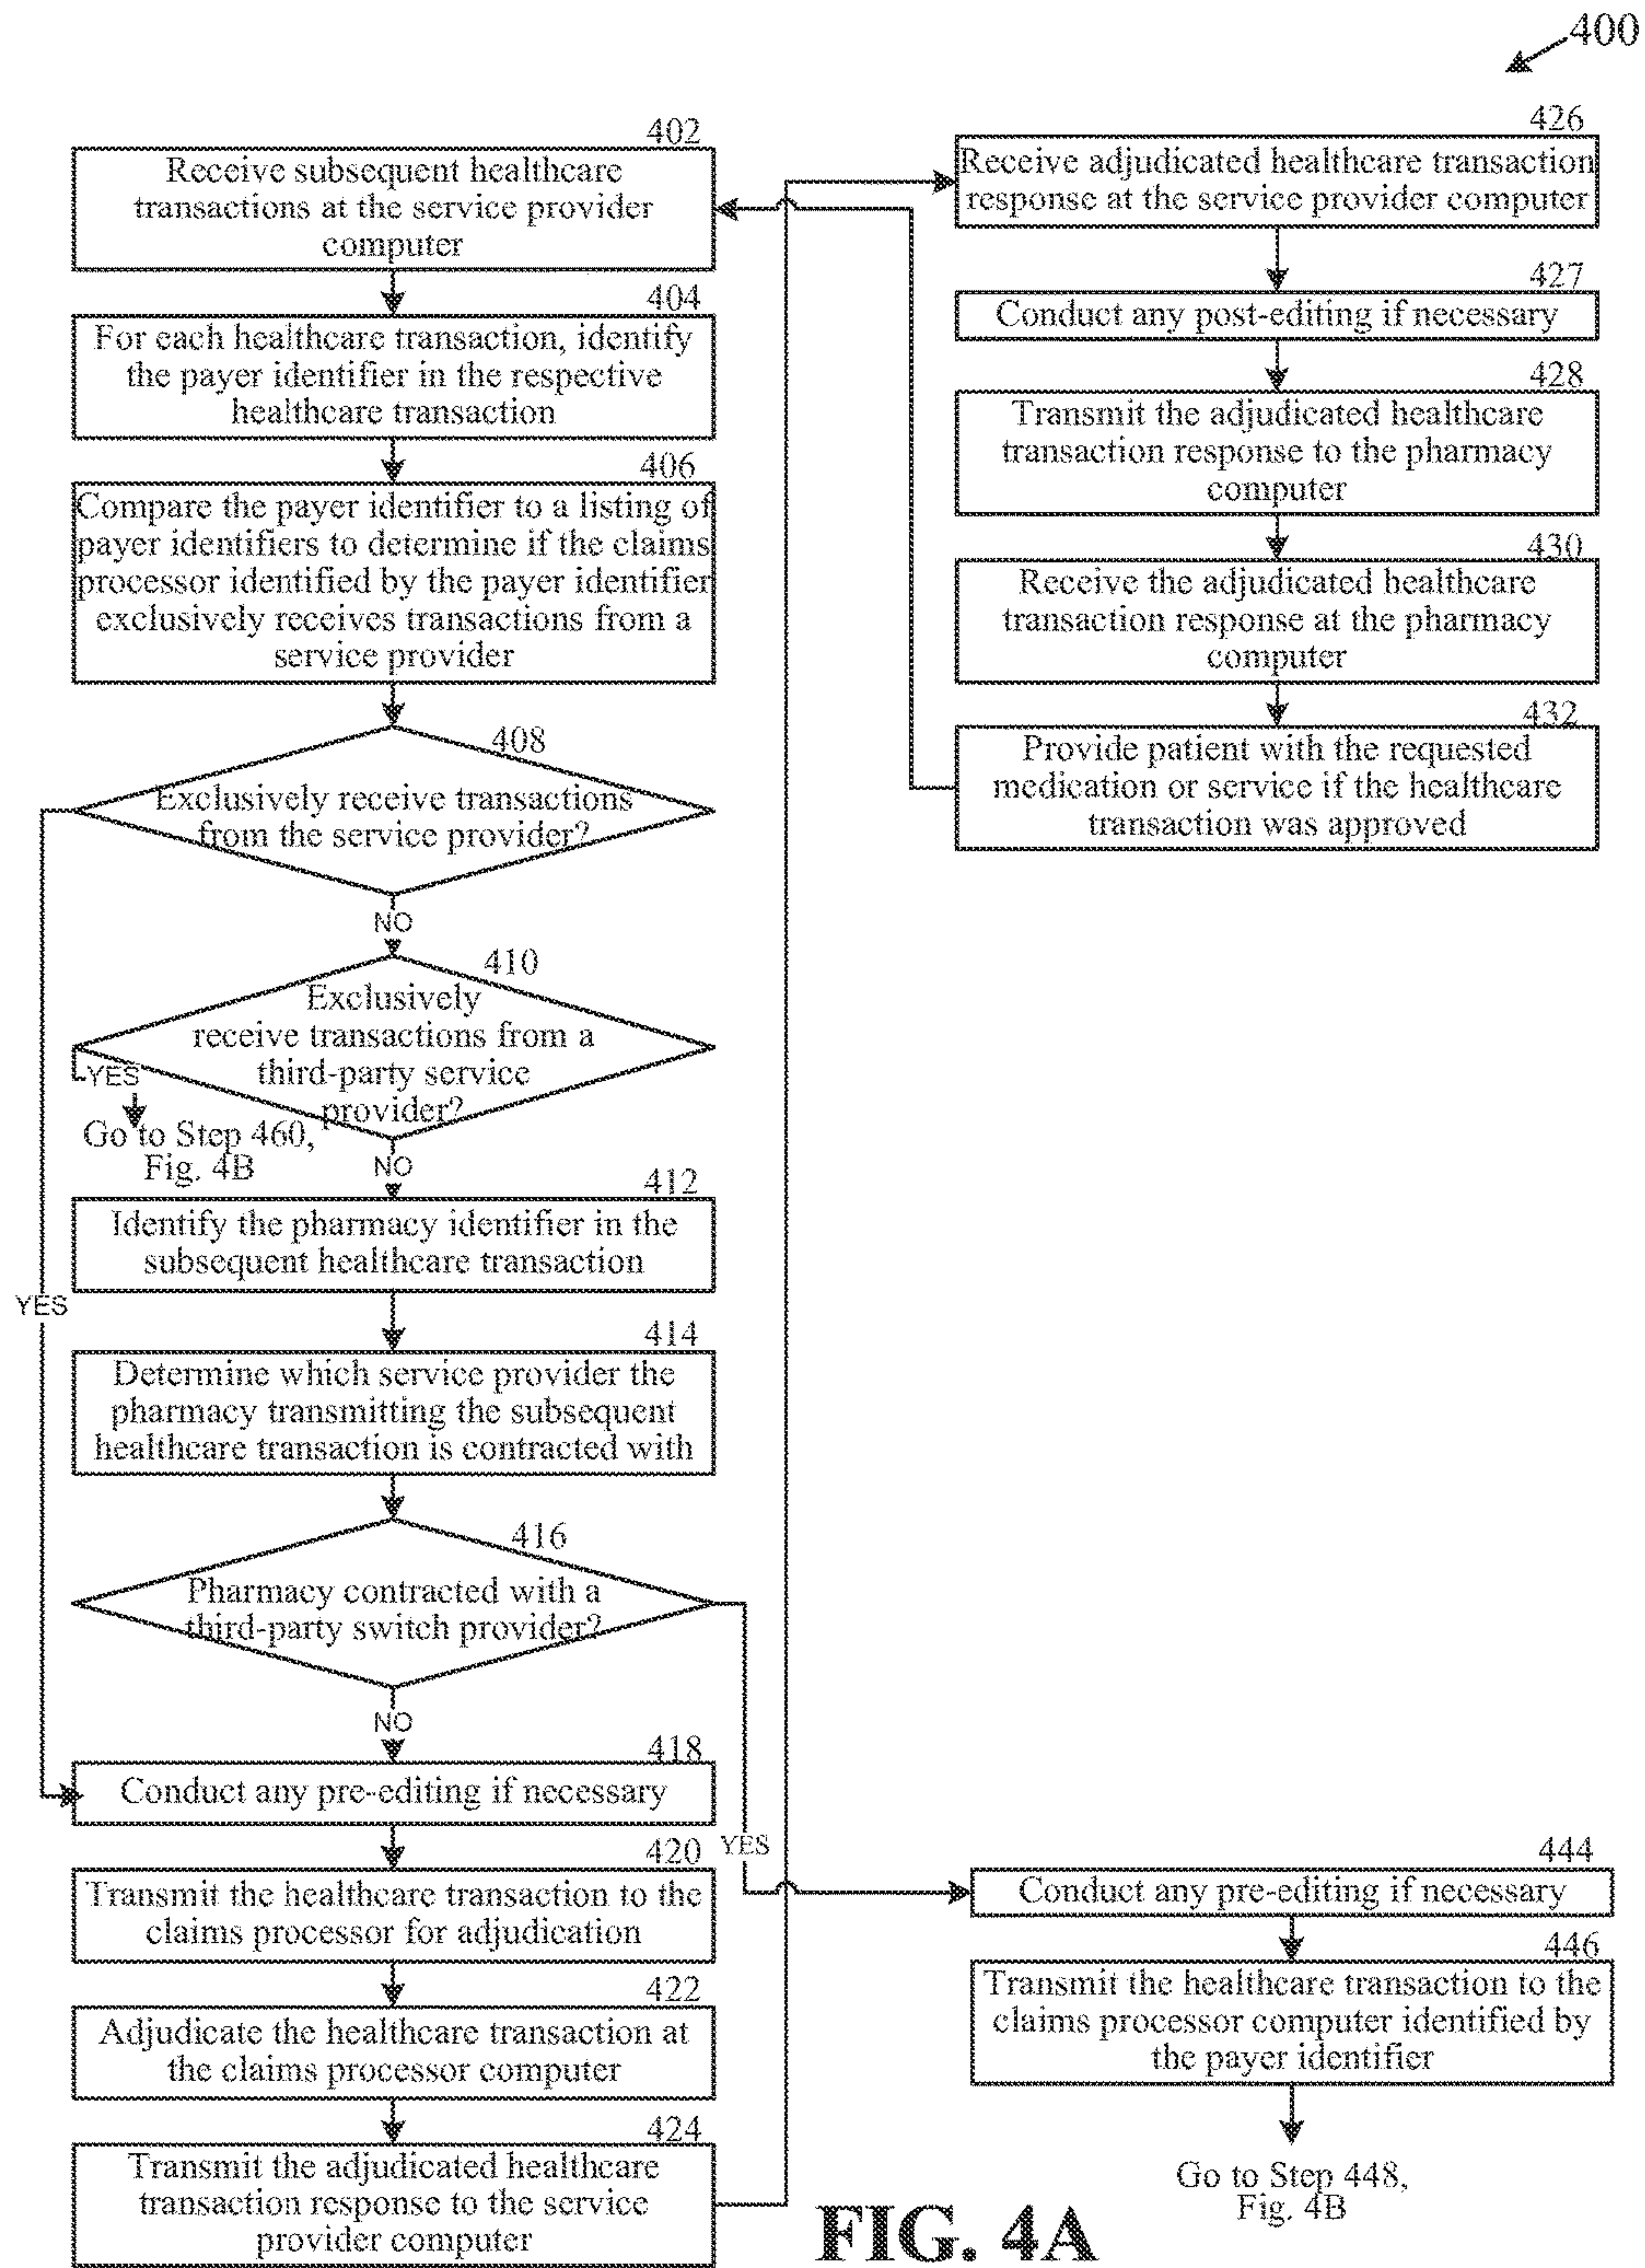 400
402
Receive subsequent healthcare
transactions at the service provider
computer
404
For each healthcare transaction, identify
the payer identifier in the respective
healthcare transaction
406
Compare the payer identifier to a listing of
payer identifiers to determine if the claims
processor identified by the payer identifier
exclusively receives transactions from a
service provider
408
Exclusively receive transactions
from the service provider?
NO
410
Exclusively
receive transactions from a
third-party service
provider?
YES
Go to Step 460,
Fig. 4B
NO
412
Identify the pharmacy identifier in the
subsequent healthcare transaction
YES
414
Determine which service provider the
pharmacy transmitting the subsequent
healthcare transaction is contracted with
416
Pharmacy contracted with a
third-party switch provider?
NO
418
Conduct any pre-editing if necessary
YES
420
Transmit the healthcare transaction to the
claims processor for adjudication
422
Adjudicate the healthcare transaction at
the claims processor computer
424
Transmit the adjudicated healthcare
transaction response to the service
provider computer
426
Receive adjudicated healthcare transaction
response at the service provider computer
427
Conduct any post-editing if necessary
428
Transmit the adjudicated healthcare
transaction response to the pharmacy
computer
430
Receive the adjudicated healthcare
transaction response at the pharmacy
computer
432
Provide patient with the requested
medication or service if the healthcare
transaction was approved
444
Conduct any pre-editing if necessary
446
Transmit the healthcare transaction to the
claims processor computer identified by
the payer identifier
Go to Step 448,
Fig. 4B
FIG. 4A